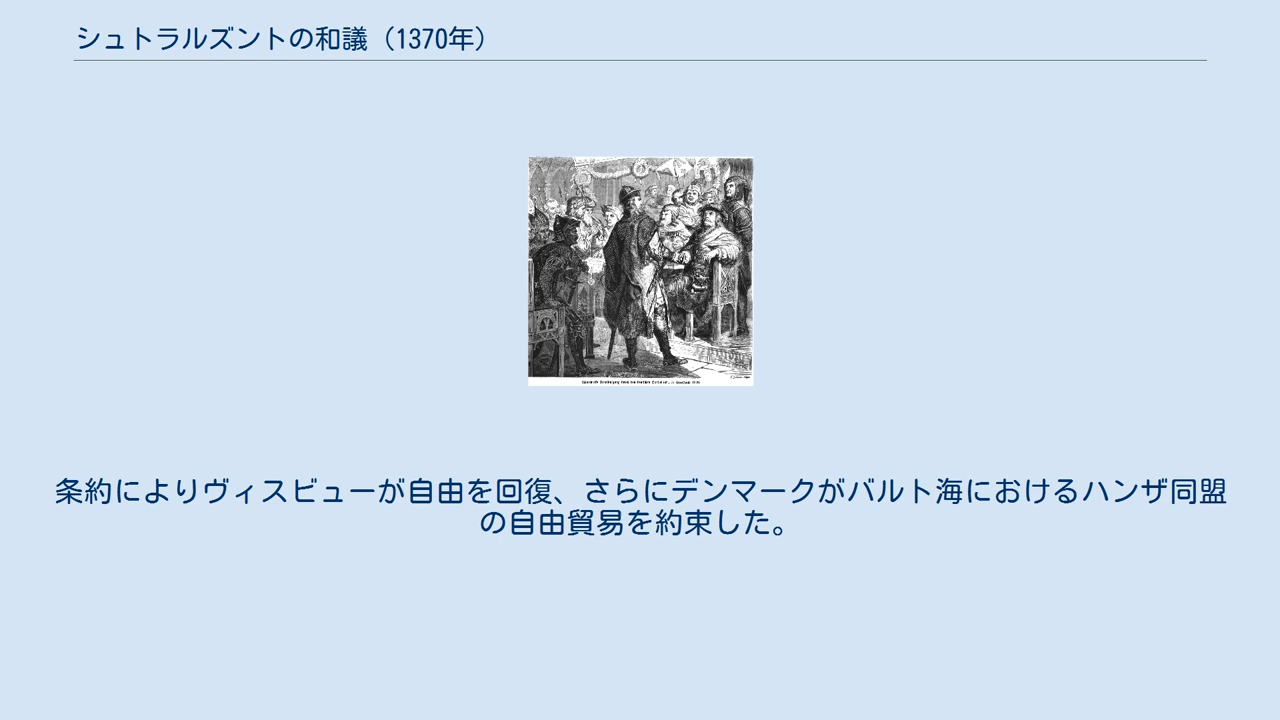 シュトラルズントの和議（1370年）
条約によりヴィスビューが自由を回復、さらにデンマークがバルト海におけるハンザ同盟
の自由貿易を約束した。